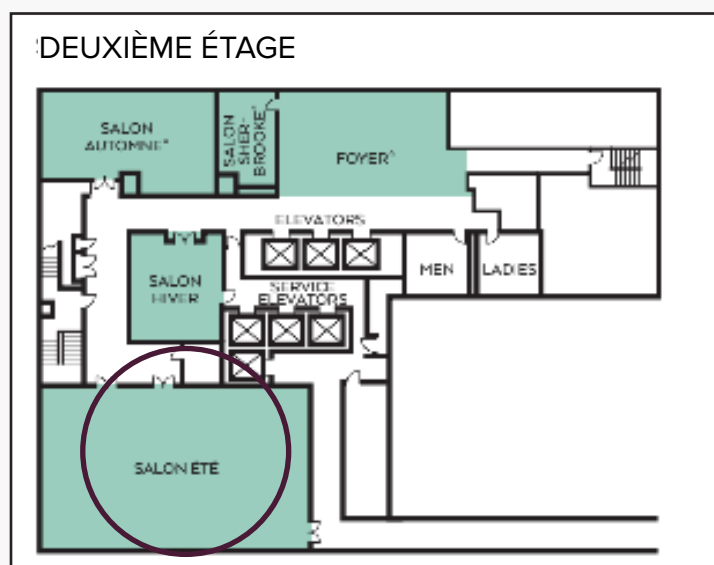 DEUXIÈME ÉTAGE
SALON
AUTOMNE^
SALON
SHER-
BROOKE^
FOYER^
ELEVATORS
MEN
LADIES
SALON
HIVER
SERVICE
ELEVATORS
SALON ÉTÉ